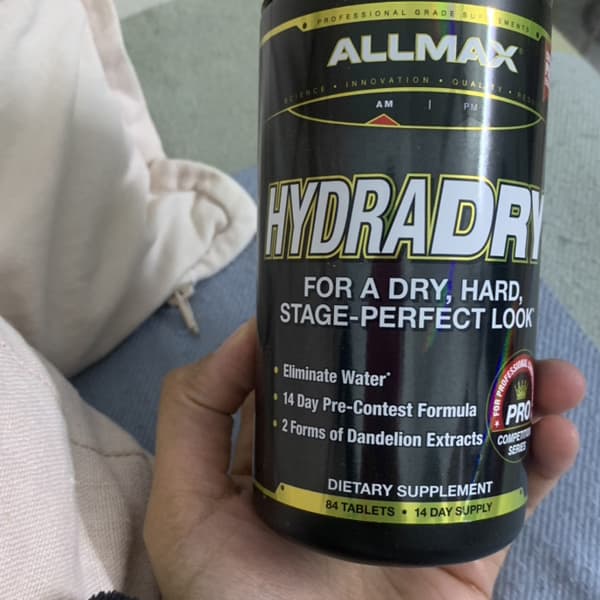 PROFESSIONAL GRADE SUPPLEMENTS
ALLMAX®
SCIENCE • INNOVATION • QUALITY •
AM | PM
HYDRADRY
FOR A DRY, HARD,
STAGE-PERFECT LOOK*
• Eliminate Water*
• 14 Day Pre-Contest Formula
• 2 Forms of Dandelion Extracts
FOR PROFESSIONAL
PRO
COMPETITION
SERIES
DIETARY SUPPLEMENT
84 TABLETS • 14 DAY SUPPLY